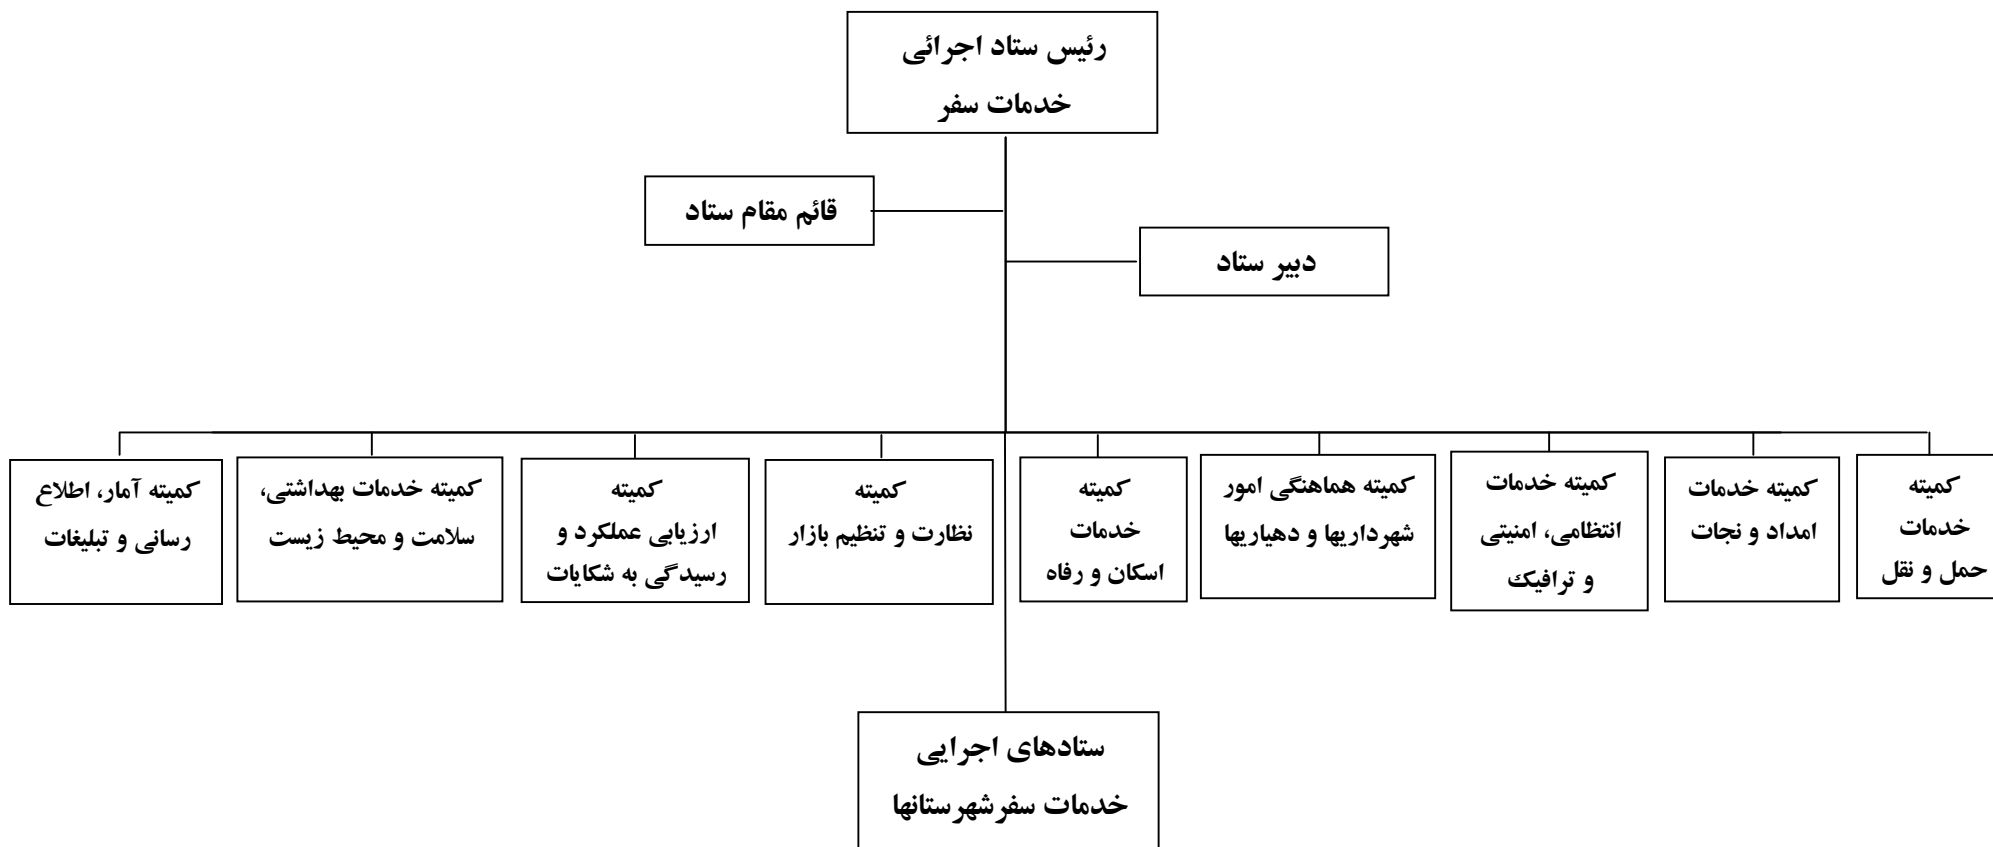 رئیس ستاد اجرائی
خدمات سفر
قائم مقام ستاد
دبیر ستاد
کمیته
خدمات
حمل و نقل
کمیته خدمات
امداد و نجات
کمیته خدمات
انتظامی، امنیتی
و ترافیک
کمیته هماهنگی امور
شهرداریها و دهیاریها
کمیته
خدمات
اسکان و رفاه
کمیته
نظارت و تنظیم بازار
کمیته
ارزیابی عملکرد و
رسیدگی به شکایات
کمیته خدمات بهداشتی،
سلامت و محیط زیست
کمیته آمار، اطلاع
رسانی و تبلیغات
ستادهای اجرایی
خدمات سفرشهرستانها